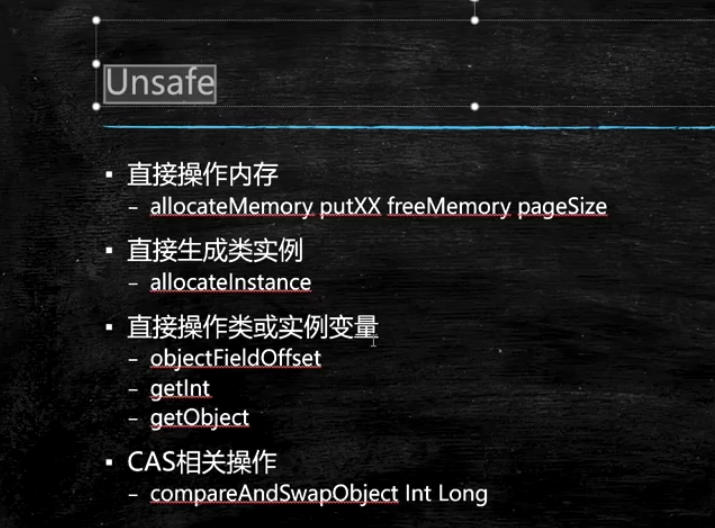 Unsafe
▪ 直接操作内存
– allocateMemory putXX freeMemory pageSize
▪ 直接生成类实例
– allocateInstance
▪ 直接操作类或实例变量
– objectFieldOffset
– getInt
– getObject
▪ CAS相关操作
– compareAndSwapObject Int Long